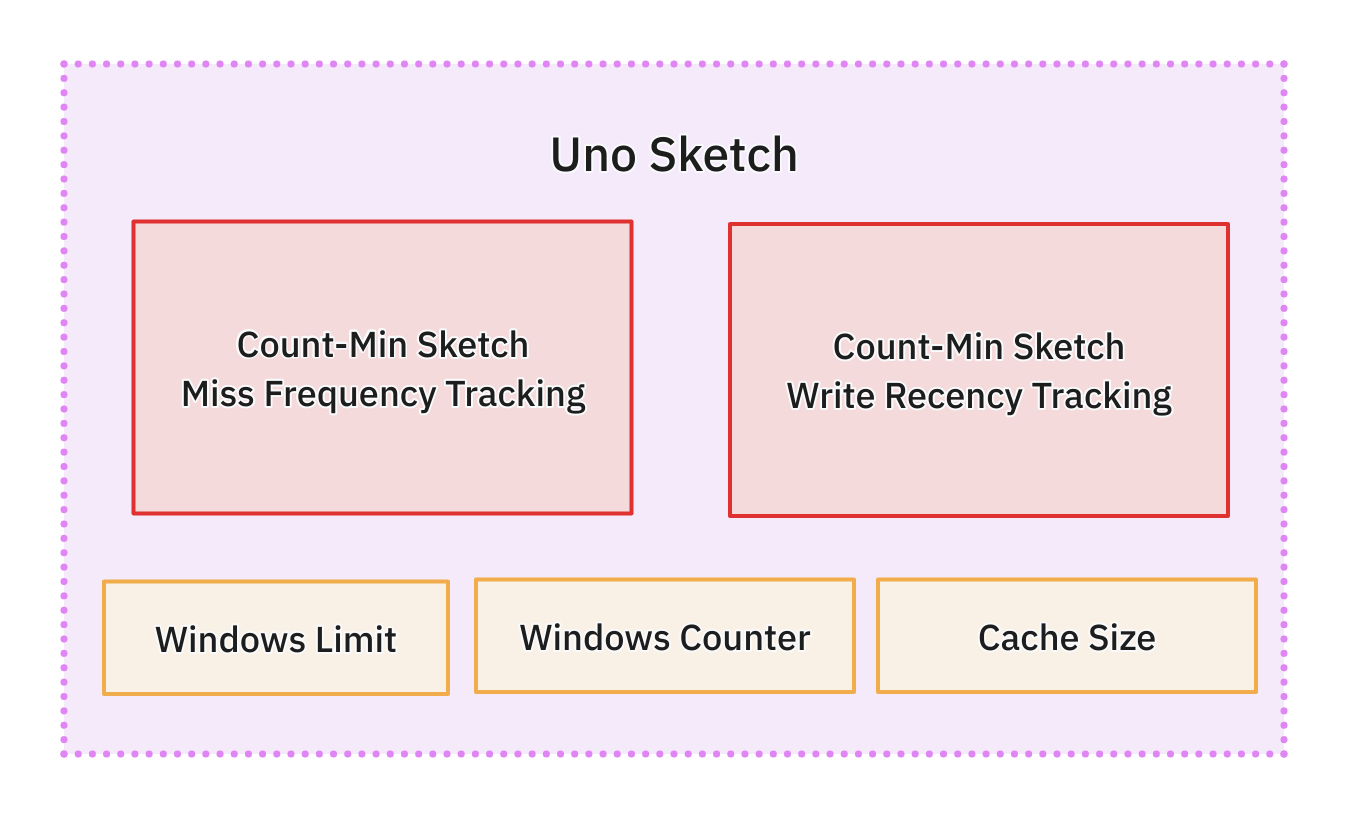 Uno Sketch
Count-Min Sketch
Miss Frequency Tracking
Count-Min Sketch
Write Recency Tracking
Windows Limit
Windows Counter
Cache Size